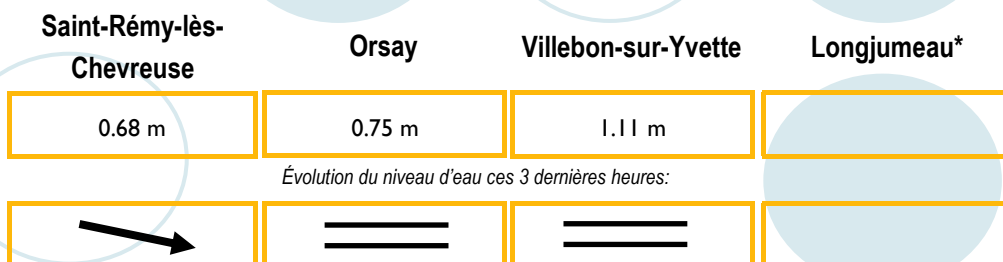 Saint-Rémy-lès-
Chevreuse
Orsay
Villebon-sur-Yvette
Longjumeau*
0.68 m
0.75 m
1.11 m
Évolution du niveau d’eau ces 3 dernières heures: